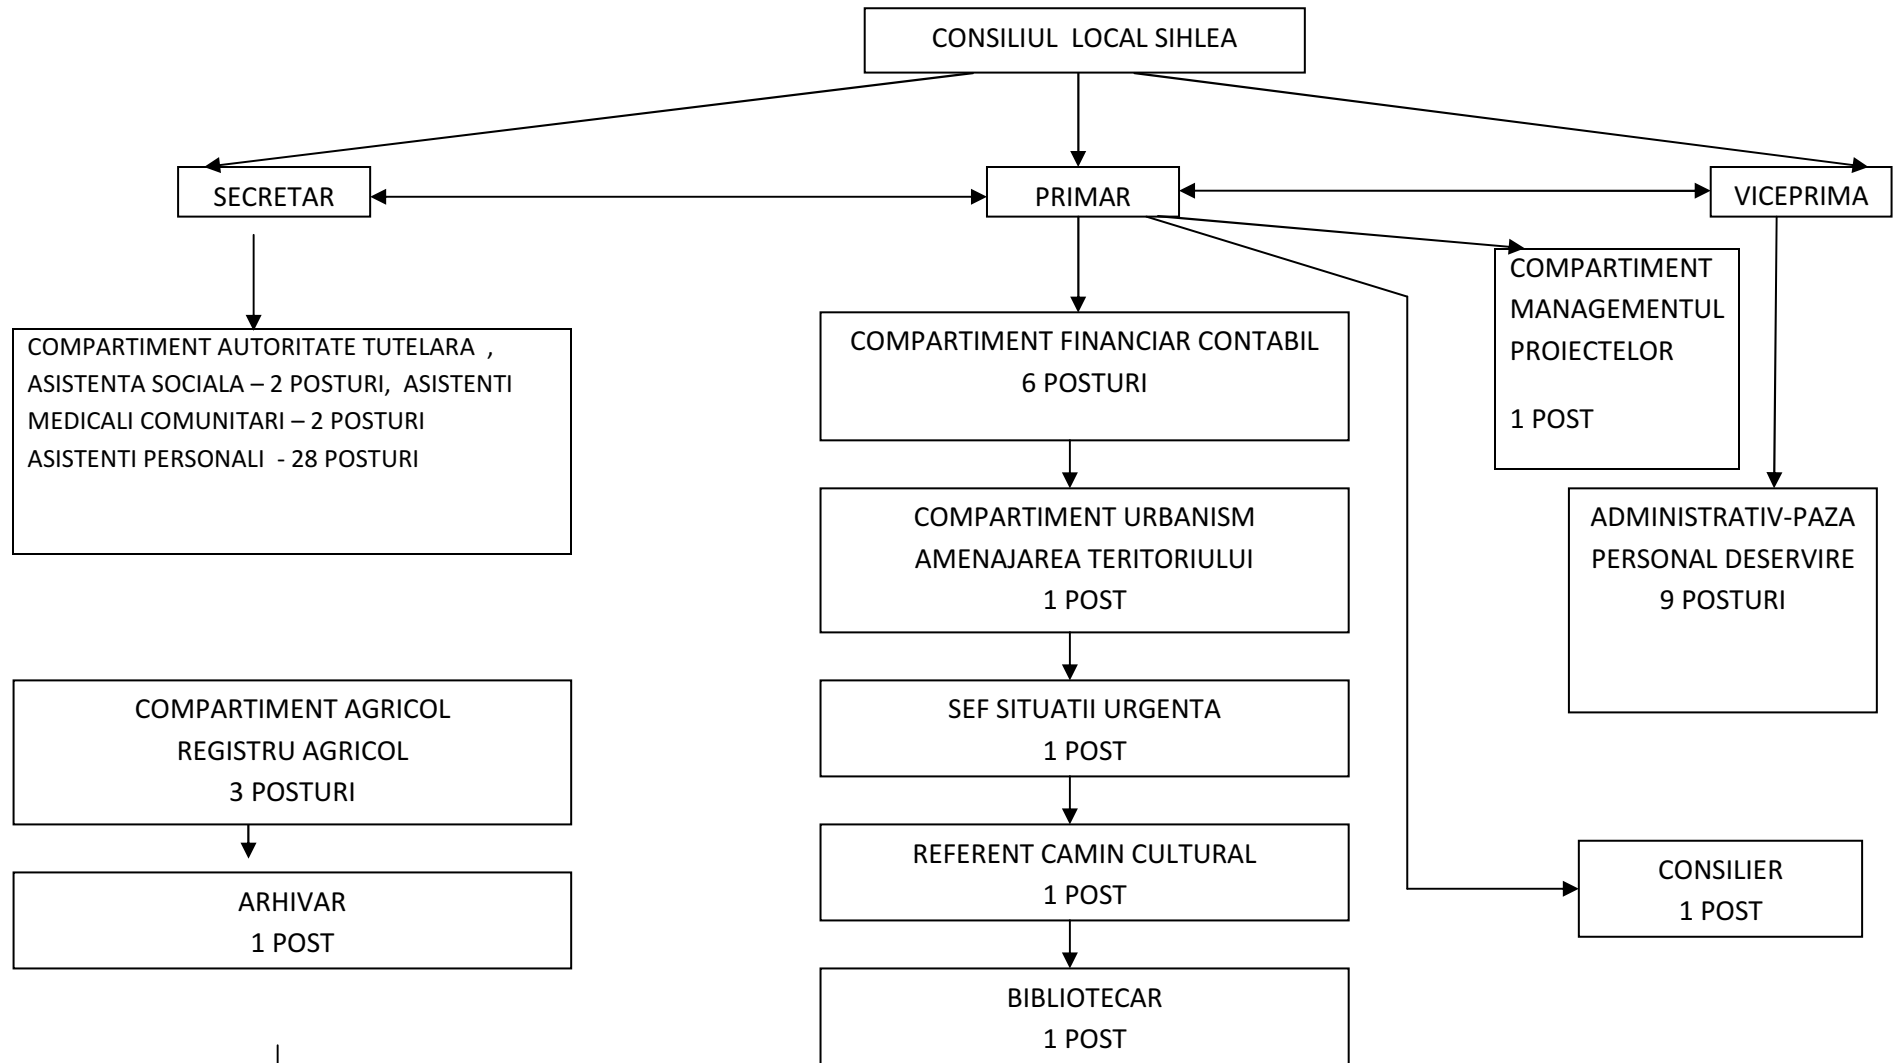 CONSILIUL LOCAL SIHLEA
SECRETAR
PRIMAR
VICEPRIMA
COMPARTIMENT AUTORITATE TUTELARA ,
ASISTENTA SOCIALA – 2 POSTURI, ASISTENTI
MEDICALI COMUNITARI – 2 POSTURI
ASISTENTI PERSONALI - 28 POSTURI
COMPARTIMENT AGRICOL
REGISTRU AGRICOL
3 POSTURI
ARHIVAR
1 POST
COMPARTIMENT FINANCIAR CONTABIL
6 POSTURI
COMPARTIMENT URBANISM
AMENAJAREA TERITORIULUI
1 POST
SEF SITUATII URGENTA
1 POST
REFERENT CAMIN CULTURAL
1 POST
BIBLIOTECAR
1 POST
COMPARTIMENT
MANAGEMENTUL
PROIECTELOR
1 POST
ADMINISTRATIV-PAZA
PERSONAL DESERVIRE
9 POSTURI
CONSILIER
1 POST